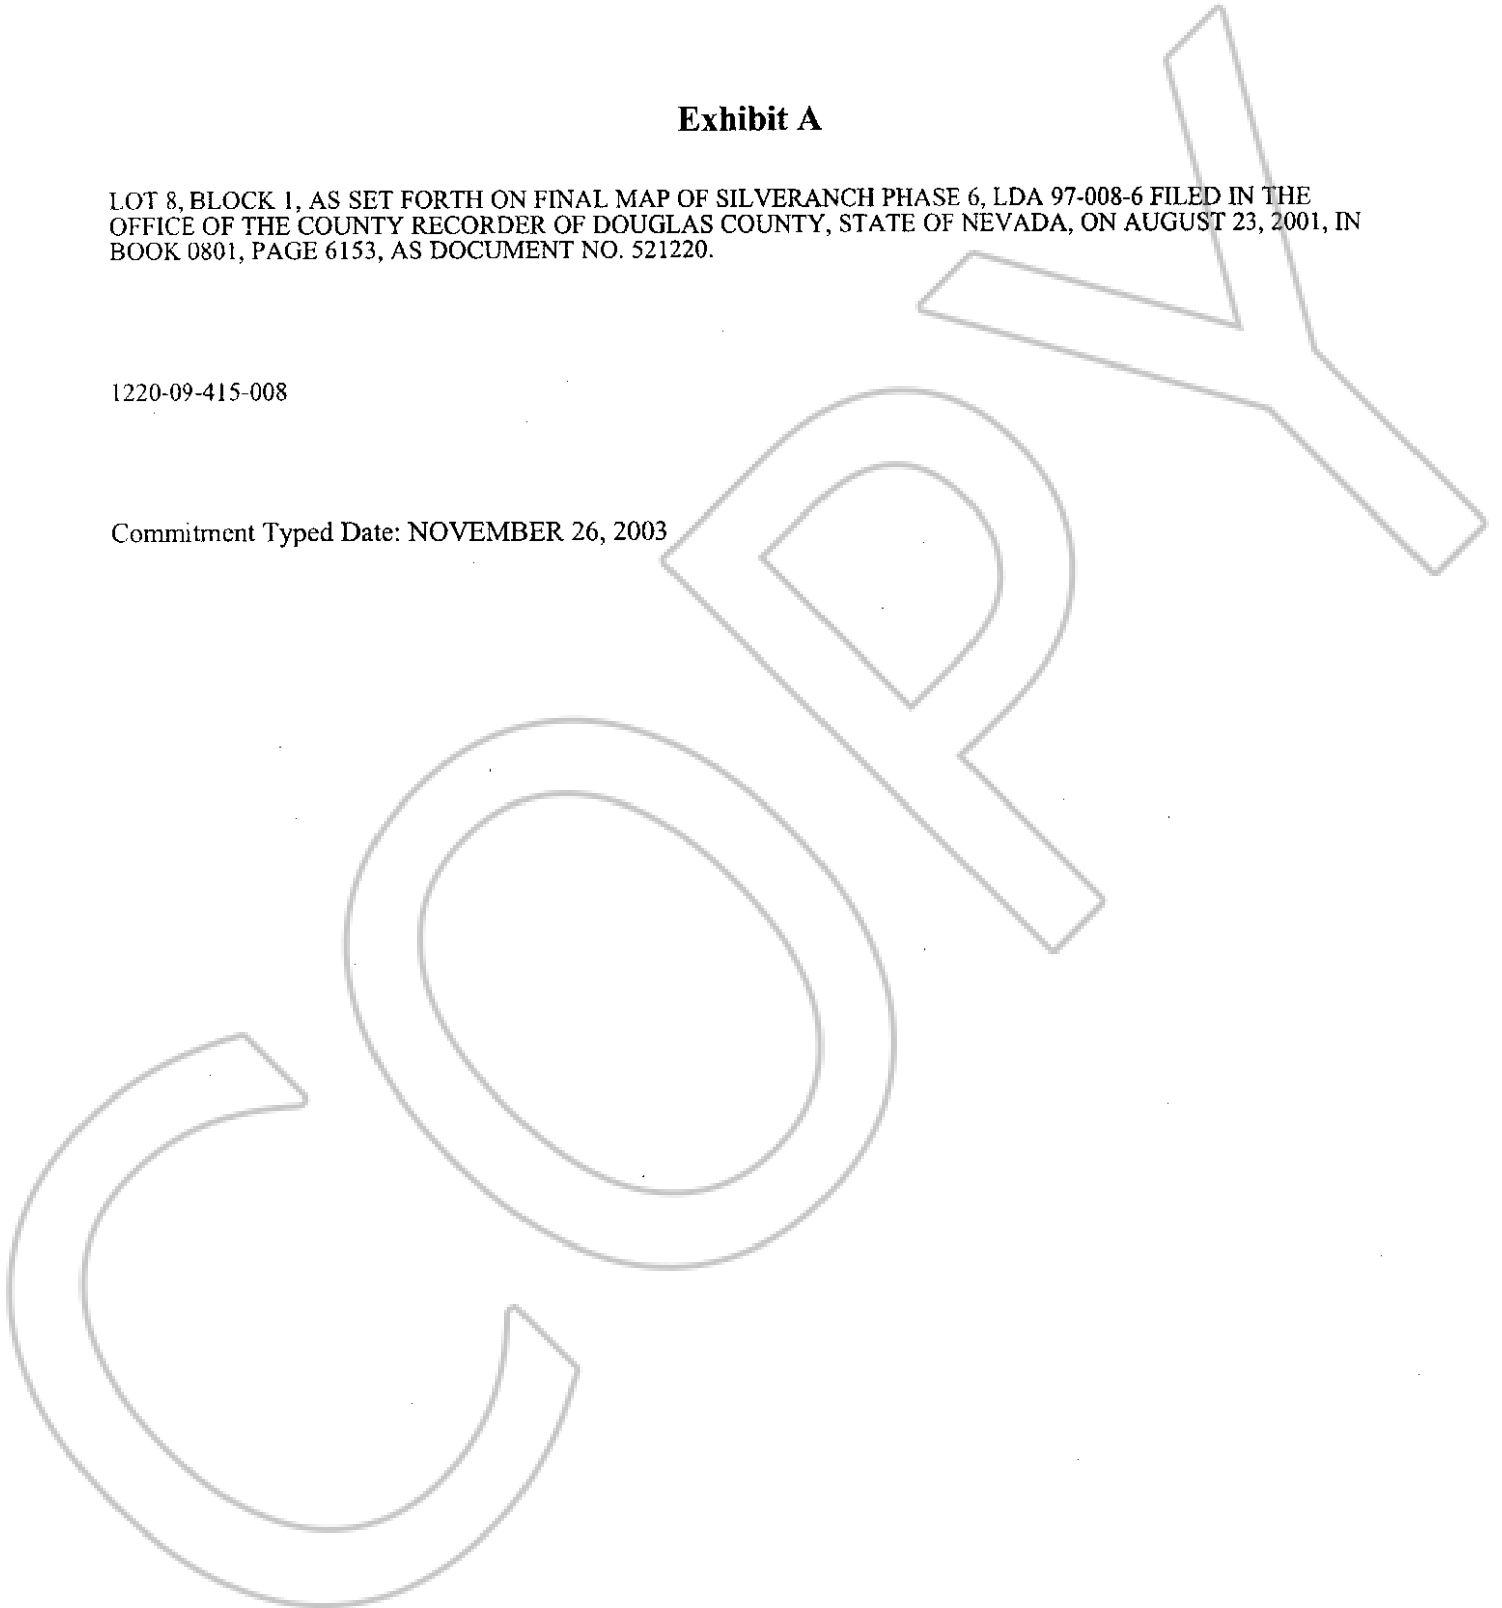 Exhibit A
LOT 8, BLOCK 1, AS SET FORTH ON FINAL MAP OF SILVERANCH PHASE 6, LDA 97-008-6 FILED IN THE
OFFICE OF THE COUNTY RECORDER OF DOUGLAS COUNTY, STATE OF NEVADA, ON AUGUST 23, 2001, IN
BOOK 0801, PAGE 6153, AS DOCUMENT NO. 521220.
1220-09-415-008
Commitment Typed Date: NOVEMBER 26, 2003
COPY